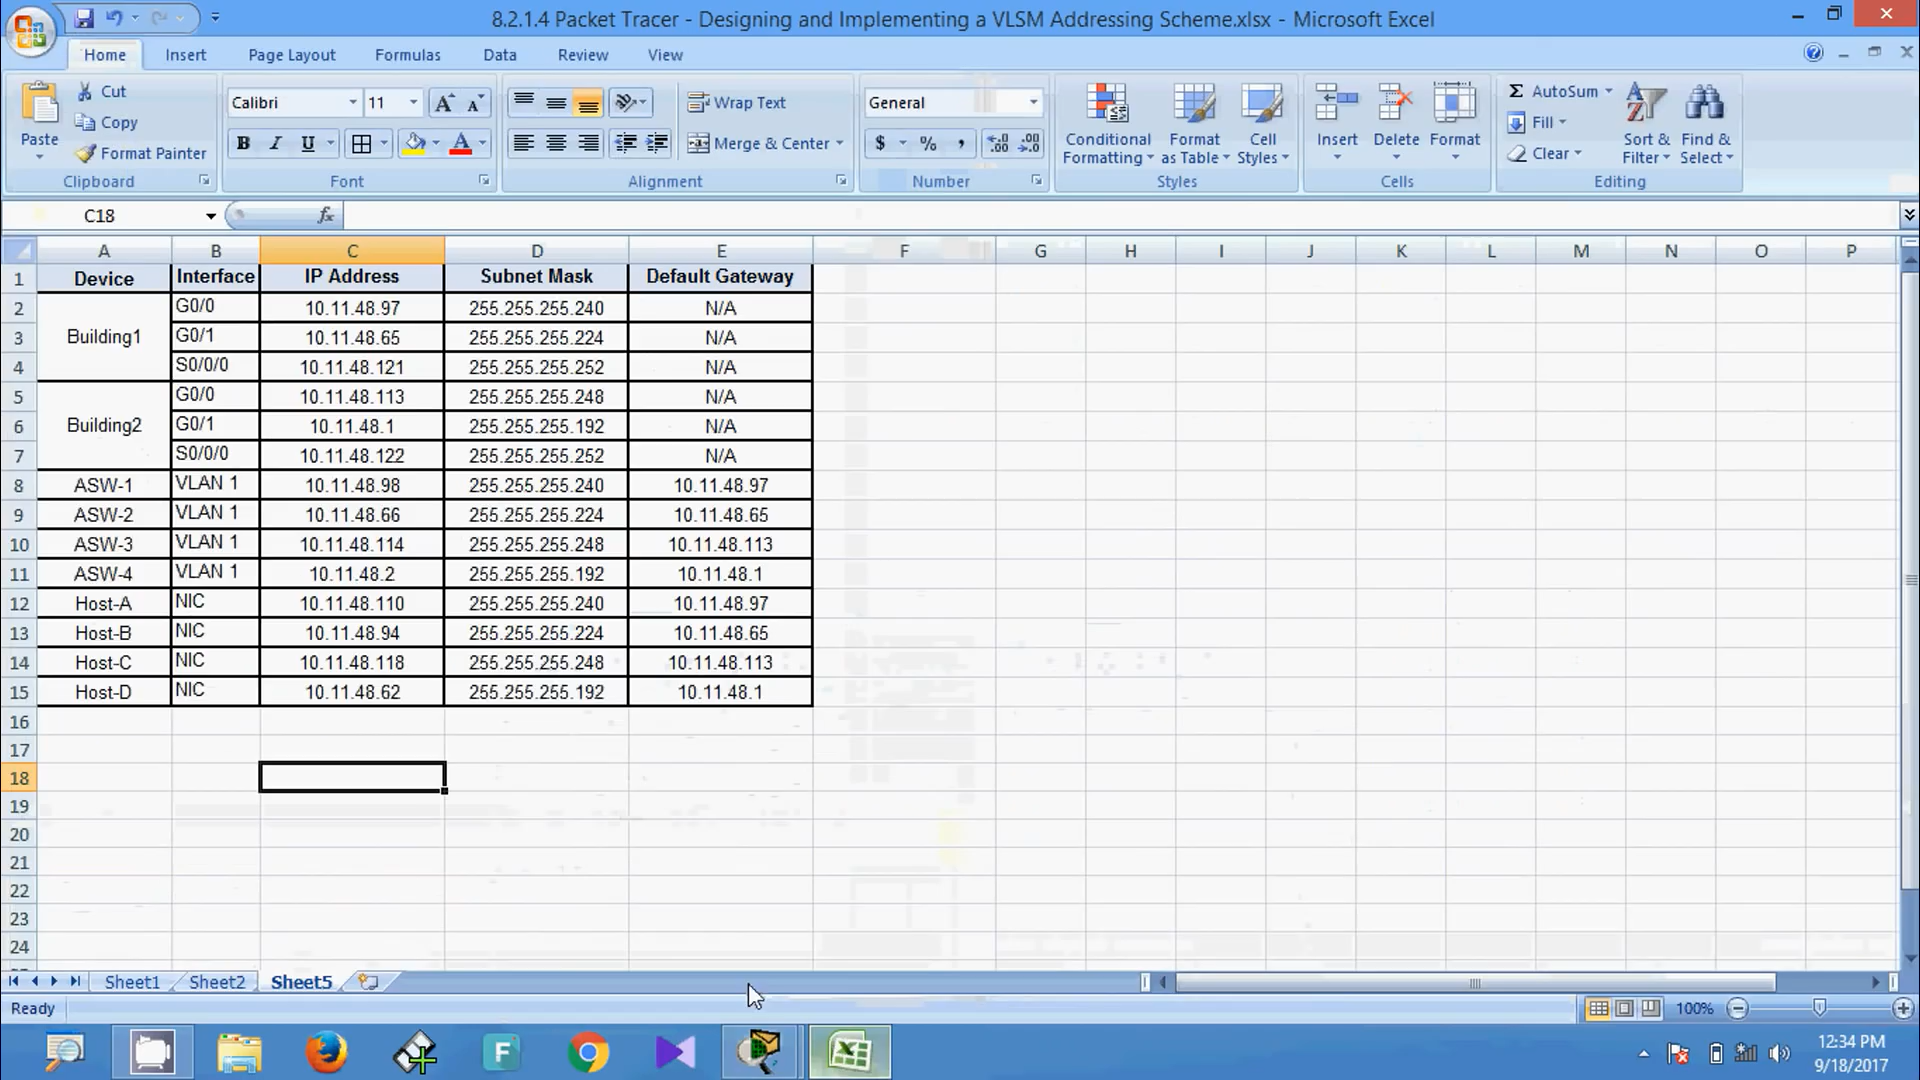 8.2.1.4 Packet Tracer - Designing and Implementing a VLSM Addressing Scheme.xlsx - Microsoft Excel
Home Insert Page Layout Formulas Data Review View
Paste Cut Copy Format Painter Clipboard
Calibri 11 B I U Font
Wrap Text Merge & Center Alignment
General $ % , Number
Conditional Formatting Format as Table Cell Styles Styles
Insert Delete Format Cells
Σ AutoSum Fill Clear Sort & Filter Find & Select Editing
C18 fx
A B C D E F G H I J K L M N O P
1 Device Interface IP Address Subnet Mask Default Gateway
2 G0/0 10.11.48.97 255.255.255.240 N/A
3 Building1 G0/1 10.11.48.65 255.255.255.224 N/A
4 S0/0/0 10.11.48.121 255.255.255.252 N/A
5 G0/0 10.11.48.113 255.255.255.248 N/A
6 Building2 G0/1 10.11.48.1 255.255.255.192 N/A
7 S0/0/0 10.11.48.122 255.255.255.252 N/A
8 ASW-1 VLAN 1 10.11.48.98 255.255.255.240 10.11.48.97
9 ASW-2 VLAN 1 10.11.48.66 255.255.255.224 10.11.48.65
10 ASW-3 VLAN 1 10.11.48.114 255.255.255.248 10.11.48.113
11 ASW-4 VLAN 1 10.11.48.2 255.255.255.192 10.11.48.1
12 Host-A NIC 10.11.48.110 255.255.255.240 10.11.48.97
13 Host-B NIC 10.11.48.94 255.255.255.224 10.11.48.65
14 Host-C NIC 10.11.48.118 255.255.255.248 10.11.48.113
15 Host-D NIC 10.11.48.62 255.255.255.192 10.11.48.1
16
17
18
19
20
21
22
23
24
Sheet1 Sheet2 Sheet5
Ready 100%
12:34 PM
9/18/2017